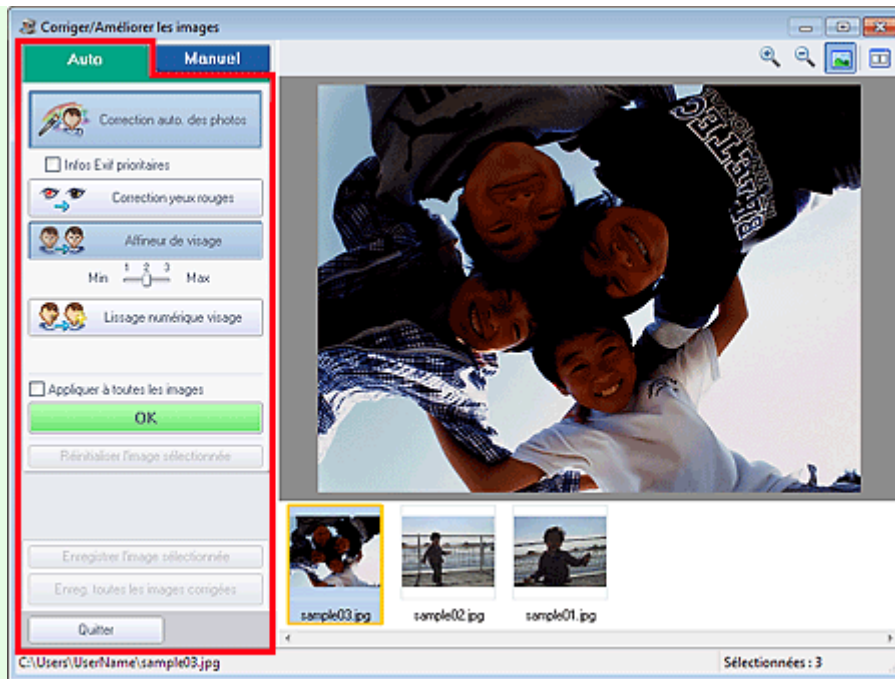 Corriger/Améliorer les images
Auto Manuel
Correction auto. des photos
Infos Exif prioritaires
Correction yeux rouges
Affineur de visage
1 2 3
Min Max
Lissage numérique visage
Appliquer à toutes les images
OK
Réinitialiser l'image sélectionnée
Enregistrer l'image sélectionnée
Enreg. toutes les images corrigées
Quitter
sample03.jpg sample02.jpg sample01.jpg
C:\Users\UserName\sample03.jpg Sélectionnées : 3